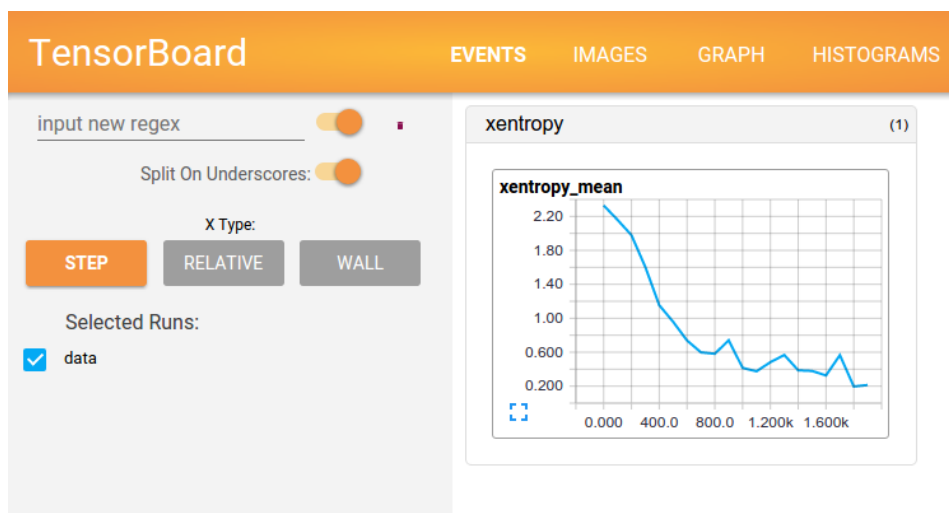 TensorBoard
EVENTS IMAGES GRAPH HISTOGRAMS
input new regex
Split On Underscores:
X Type:
STEP RELATIVE WALL
Selected Runs:
data
xentropy (1)
xentropy_mean
2.20
1.80
1.40
1.00
0.600
0.200
0.000 400.0 800.0 1.200k 1.600k